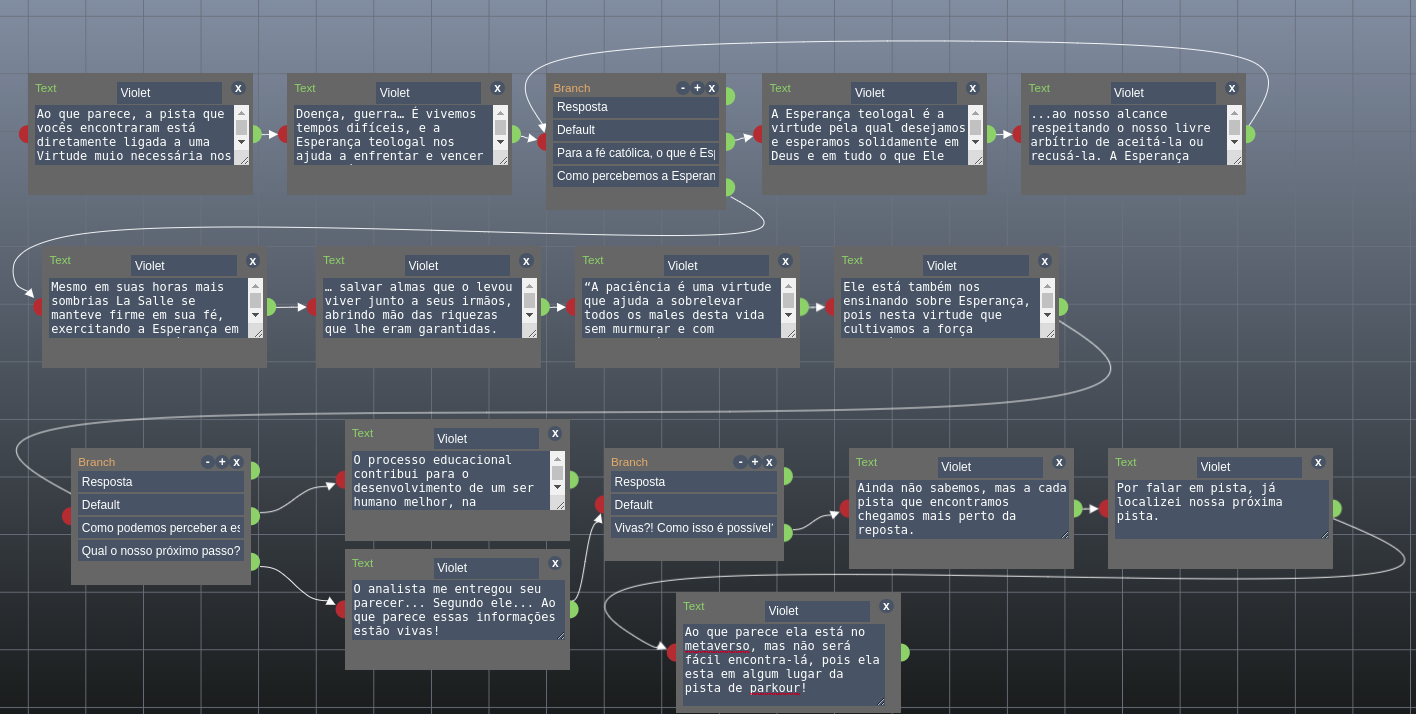 Text
Violet
x
Ao que parece, a pista que
vocês encontraram está
diretamente ligada a uma
Virtude muio necessária nos
Text
Violet
x
Doença, guerra… É vivemos
tempos difíceis, e a
Esperança teologal nos
ajuda a enfrentar e vencer
Branch
- + x
Resposta
Default
Para a fé católica, o que é Es
Como percebemos a Esperan
Text
Violet
x
A Esperança teologal é a
virtude pela qual desejamos
e esperamos solidamente em
Deus e em tudo o que Ele
Text
Violet
x
...ao nosso alcance
respeitando o nosso livre
arbítrio de aceitá-la ou
recusá-la. A Esperança
Text
Violet
x
Mesmo em suas horas mais
sombrias La Salle se
manteve firme em sua fé,
exercitando a Esperança em
Text
Violet
x
… salvar almas que o levou
viver junto a seus irmãos,
abrindo mão das riquezas
que lhe eram garantidas.
Text
Violet
x
“A paciência é uma virtude
que ajuda a sobrelevar
todos os males desta vida
sem murmurar e com
Text
Violet
x
Ele está também nos
ensinando sobre Esperança,
pois nesta virtude que
cultivamos a força
Branch
- + x
Resposta
Default
Como podemos perceber a es
Qual o nosso próximo passo?
Text
Violet
x
O processo educacional
contribui para o
desenvolvimento de um ser
humano melhor, na
Text
Violet
x
O analista me entregou seu
parecer... Segundo ele... Ao
que parece essas informações
estão vivas!
Branch
- + x
Resposta
Default
Vivas?! Como isso é possível
Text
Violet
x
Ainda não sabemos, mas a cada
pista que encontramos
chegamos mais perto da
reposta.
Text
Violet
x
Por falar em pista, já
localizei nossa próxima
pista.
Text
Violet
x
Ao que parece ela está no
metaverso, mas não será
fácil encontra-lá, pois ela
esta em algum lugar da
pista de parkour!